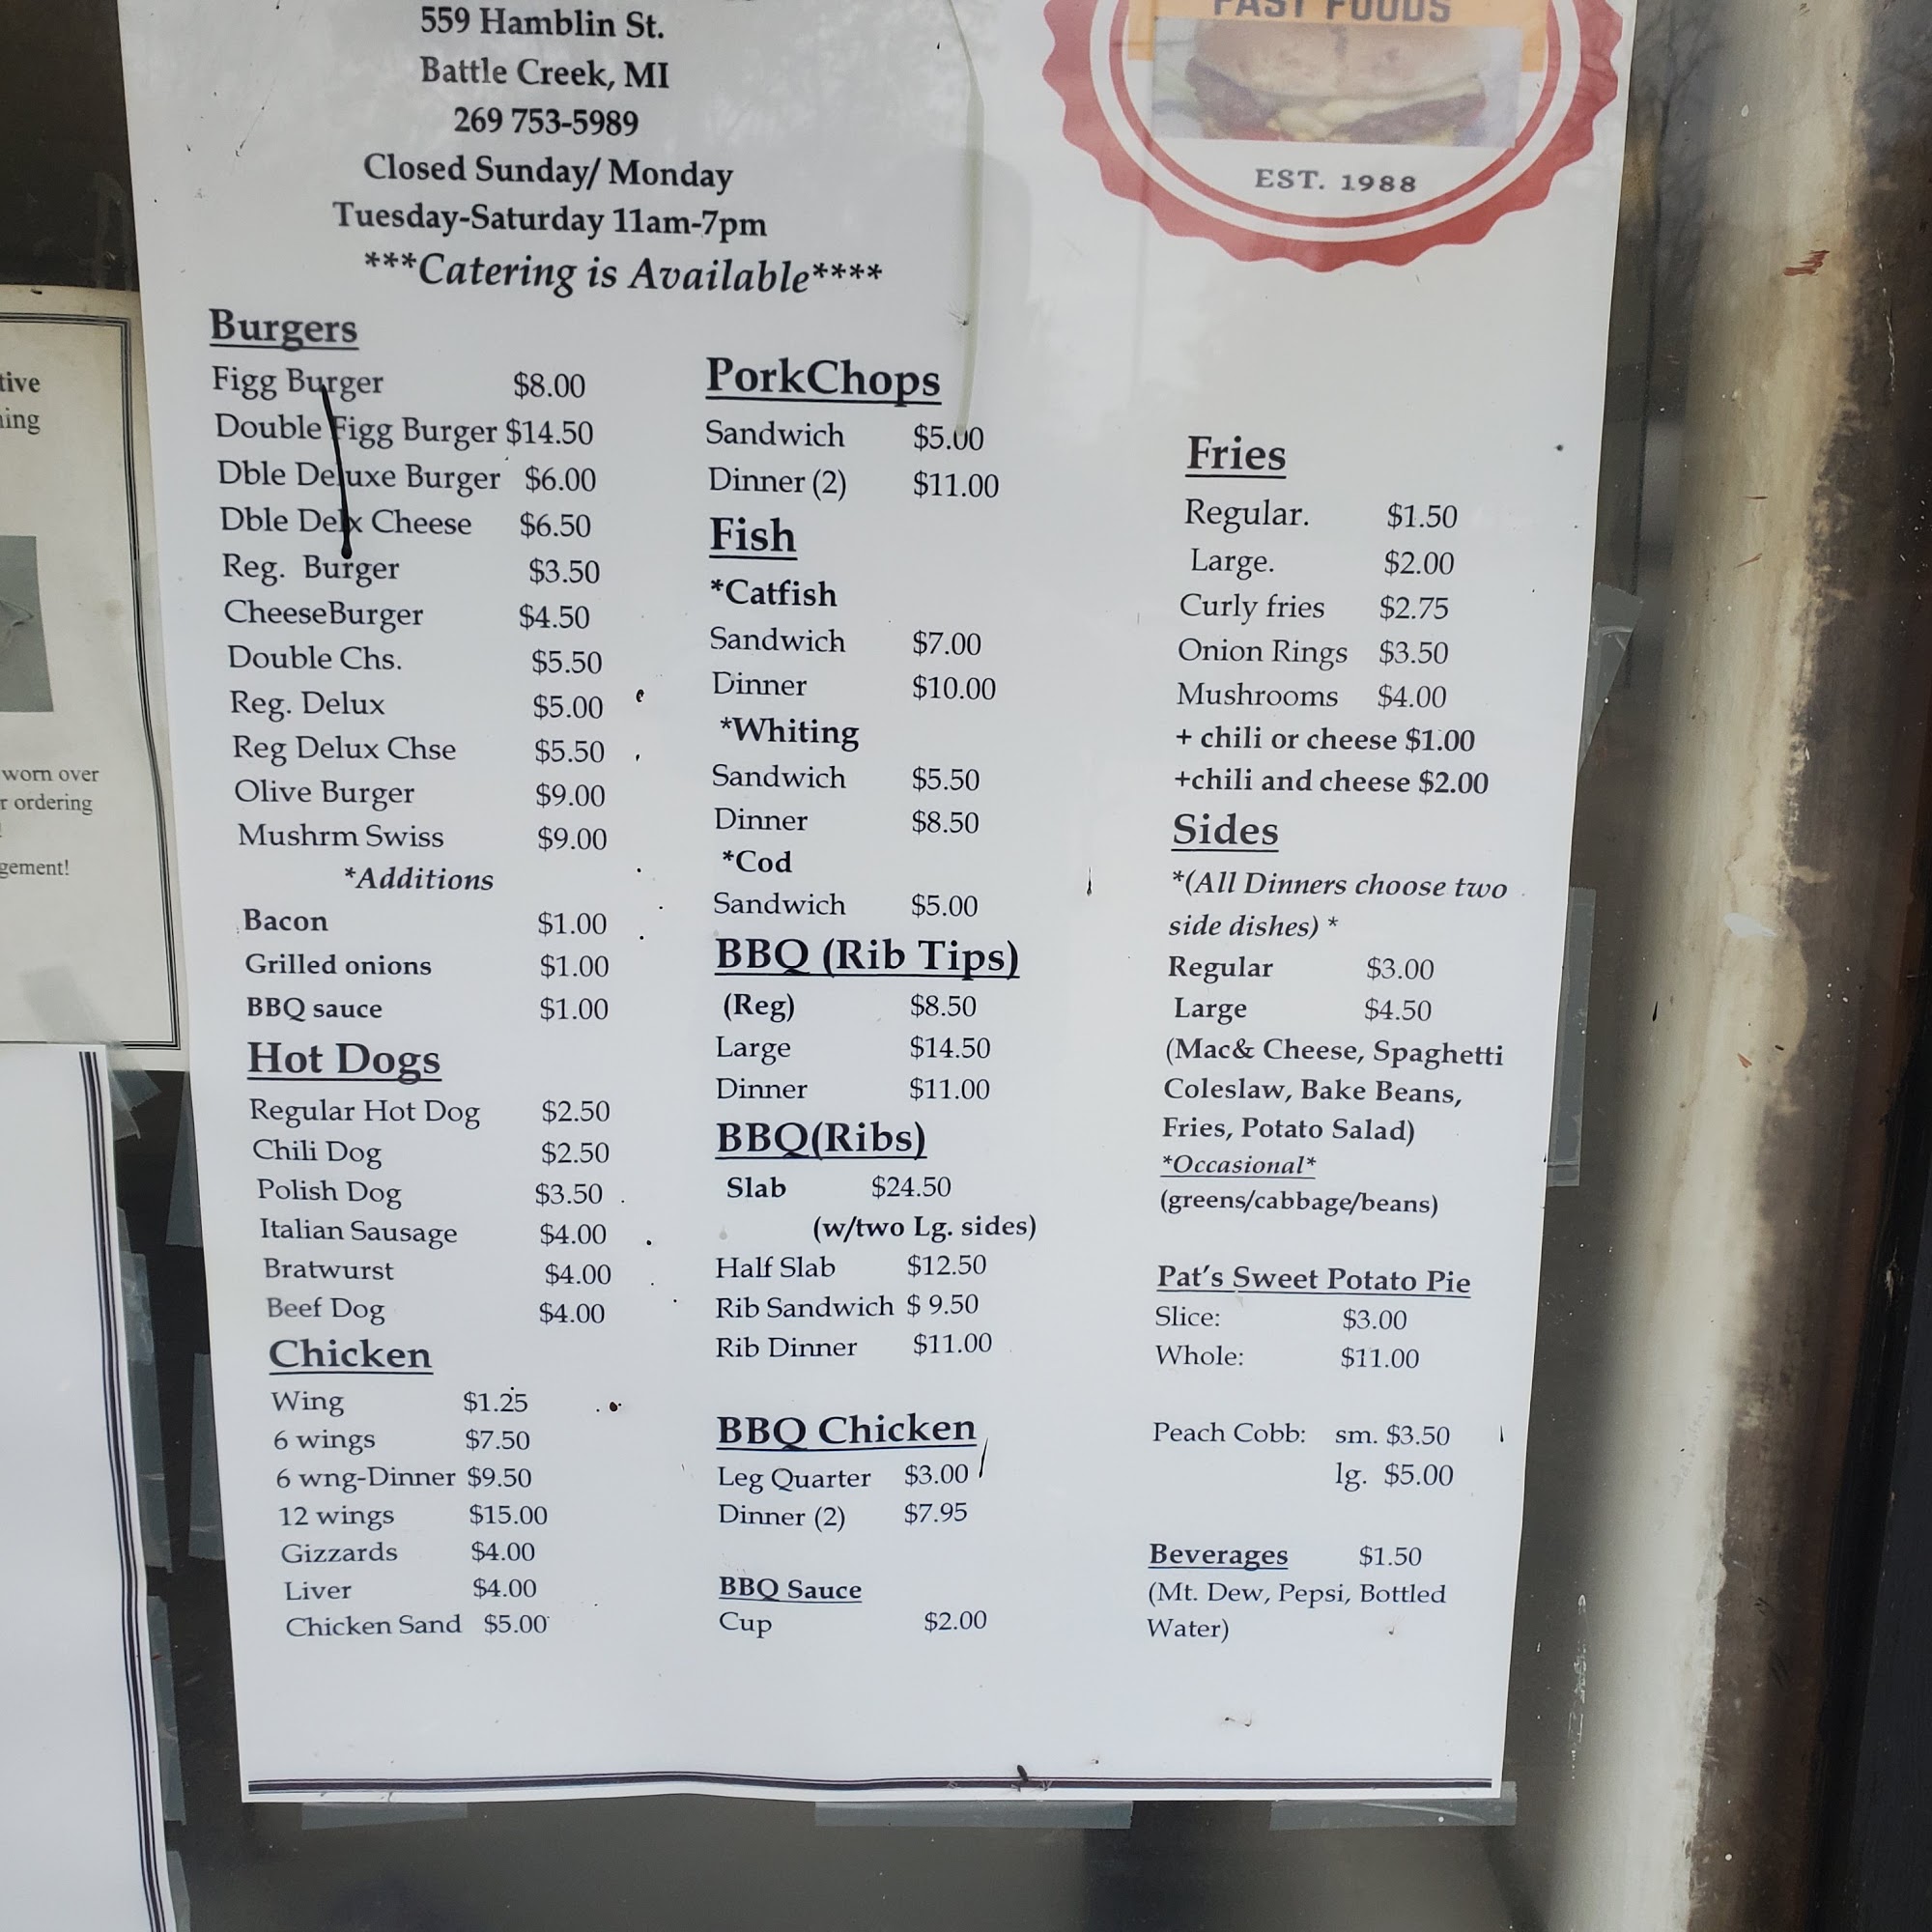 559 Hamblin St.
Battle Creek, MI
269 753-5989
Closed Sunday/ Monday
Tuesday-Saturday 11am-7pm
***Catering is Available****
FAST FOODS
EST. 1988
Burgers
Figg Burger $8.00
Double Figg Burger $14.50
Dble Deluxe Burger $6.00
Dble Delx Cheese $6.50
Reg. Burger $3.50
CheeseBurger $4.50
Double Chs. $5.50
Reg. Delux $5.00
Reg Delux Chse $5.50
Olive Burger $9.00
Mushrm Swiss $9.00
*Additions
Bacon $1.00
Grilled onions $1.00
BBQ sauce $1.00
Hot Dogs
Regular Hot Dog $2.50
Chili Dog $2.50
Polish Dog $3.50
Italian Sausage $4.00
Bratwurst $4.00
Beef Dog $4.00
Chicken
Wing $1.25
6 wings $7.50
6 wng-Dinner $9.50
12 wings $15.00
Gizzards $4.00
Liver $4.00
Chicken Sand $5.00
PorkChops
Sandwich $5.00
Dinner (2) $11.00
Fish
*Catfish
Sandwich $7.00
Dinner $10.00
*Whiting
Sandwich $5.50
Dinner $8.50
*Cod
Sandwich $5.00
BBQ (Rib Tips)
(Reg) $8.50
Large $14.50
Dinner $11.00
BBQ(Ribs)
Slab $24.50
(w/two Lg. sides)
Half Slab $12.50
Rib Sandwich $ 9.50
Rib Dinner $11.00
BBQ Chicken
Leg Quarter $3.00
Dinner (2) $7.95
BBQ Sauce
Cup $2.00
Fries
Regular. $1.50
Large. $2.00
Curly fries $2.75
Onion Rings $3.50
Mushrooms $4.00
+ chili or cheese $1.00
+chili and cheese $2.00
Sides
*(All Dinners choose two
side dishes) *
Regular $3.00
Large $4.50
(Mac& Cheese, Spaghetti
Coleslaw, Bake Beans,
Fries, Potato Salad)
*Occasional*
(greens/cabbage/beans)
Pat's Sweet Potato Pie
Slice: $3.00
Whole: $11.00
Peach Cobb: sm. $3.50
lg. $5.00
Beverages $1.50
(Mt. Dew, Pepsi, Bottled
Water)
worn over
ordering